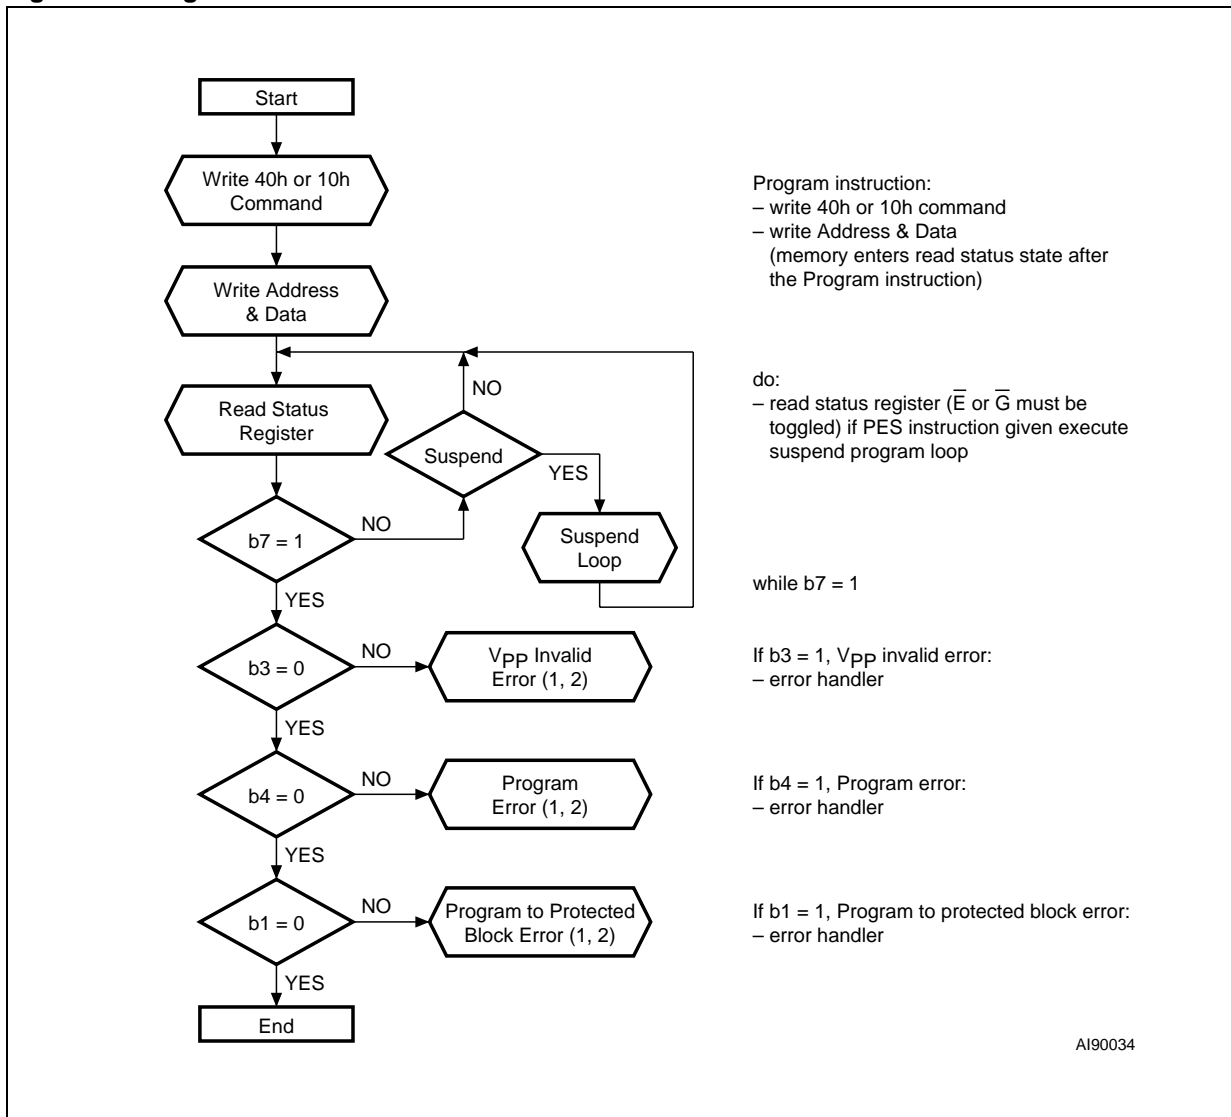 Start
Write 40h or 10h
Command
Program instruction:
– write 40h or 10h command
– write Address & Data
(memory enters read status state after
the Program instruction)
Write Address
& Data
NO
do:
– read status register (E̅ or G̅ must be
toggled) if PES instruction given execute
suspend program loop
Read Status
Register
Suspend
YES
NO
b7 = 1
Suspend
Loop
YES
while b7 = 1
b3 = 0
NO
VPP Invalid
Error (1, 2)
If b3 = 1, VPP invalid error:
– error handler
YES
b4 = 0
NO
Program
Error (1, 2)
If b4 = 1, Program error:
– error handler
YES
b1 = 0
NO
Program to Protected
Block Error (1, 2)
If b1 = 1, Program to protected block error:
– error handler
YES
End
AI90034